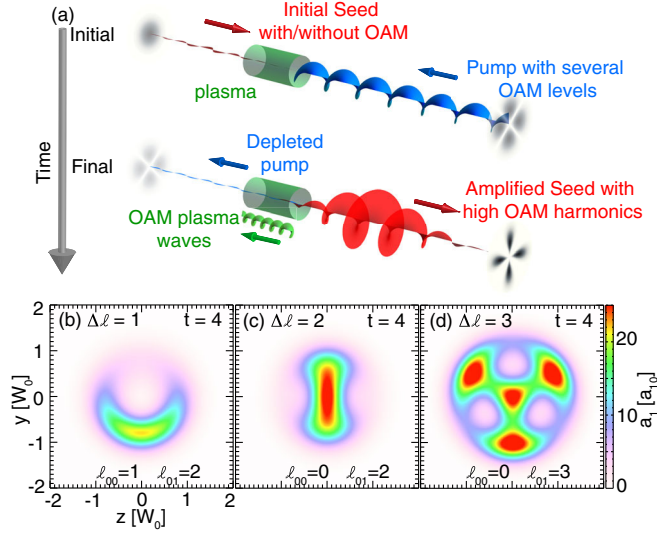 (a)
Initial
Initial Seed
with/without OAM
plasma
Pump with several
OAM levels
Time
Final
Depleted
pump
OAM plasma
waves
Amplified Seed with
high OAM harmonics
(b) Δℓ = 1 t = 4
(c) Δℓ = 2 t = 4
(d) Δℓ = 3 t = 4
ℓ₀₀=1 ℓ₀₁=2
ℓ₀₀=0 ℓ₀₁=2
ℓ₀₀=0 ℓ₀₁=3
y [W₀]
2
1
0
-1
-2
-2 -1 0 1 2
z [W₀]
20
10
0
a₁ [a₁₀]